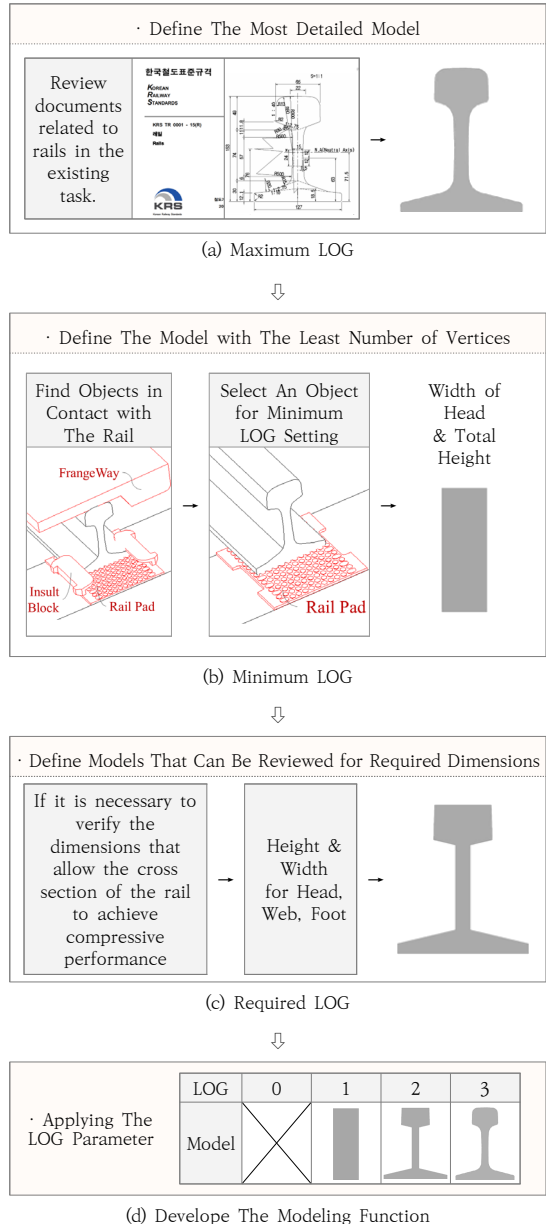 · Define The Most Detailed Model
Review
documents
related to
rails in the
existing
task.
한국철도표준규격
KOREAN
RAILWAY
STANDARDS
KRS TR 0001 - 15(R)
레일
Rails
KRS
S=1:1
N.A(Neutral Axis)
127
(a) Maximum LOG
⇩
· Define The Model with The Least Number of Vertices
Find Objects in
Contact with
The Rail
FrangeWay
Insult
Block
Rail Pad
Select An Object
for Minimum
LOG Setting
Rail Pad
Width of
Head
& Total
Height
(b) Minimum LOG
⇩
· Define Models That Can Be Reviewed for Required Dimensions
If it is necessary to
verify the
dimensions that
allow the cross
section of the rail
to achieve
compressive
performance
Height &
Width
for Head,
Web, Foot
(c) Required LOG
⇩
· Applying The
LOG Parameter
LOG 0 1 2 3
Model
(d) Develope The Modeling Function